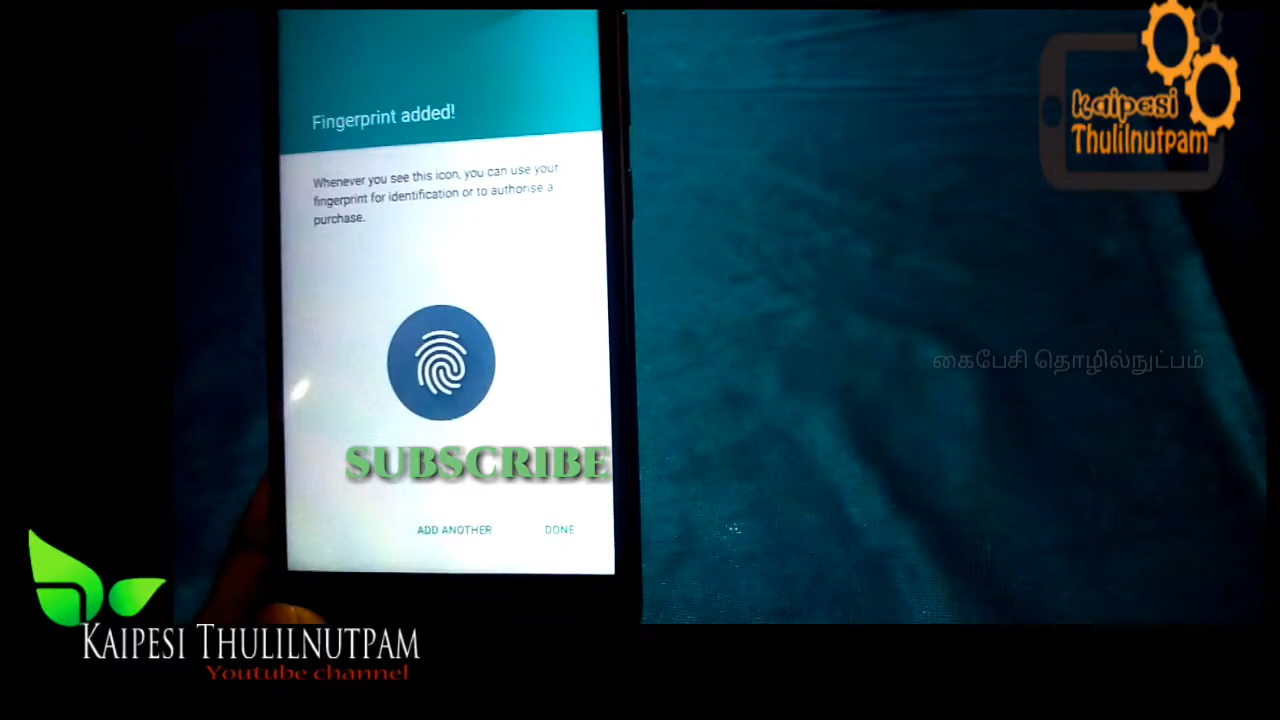 Fingerprint added!
Whenever you see this icon, you can use your
fingerprint for identification or to authorise a
purchase.
SUBSCRIBE
ADD ANOTHER DONE
kaipesi
Thulilnutpam
கைபேசி தொழில்நுட்பம்
KAIPESI THULILNUTPAM
Youtube channel